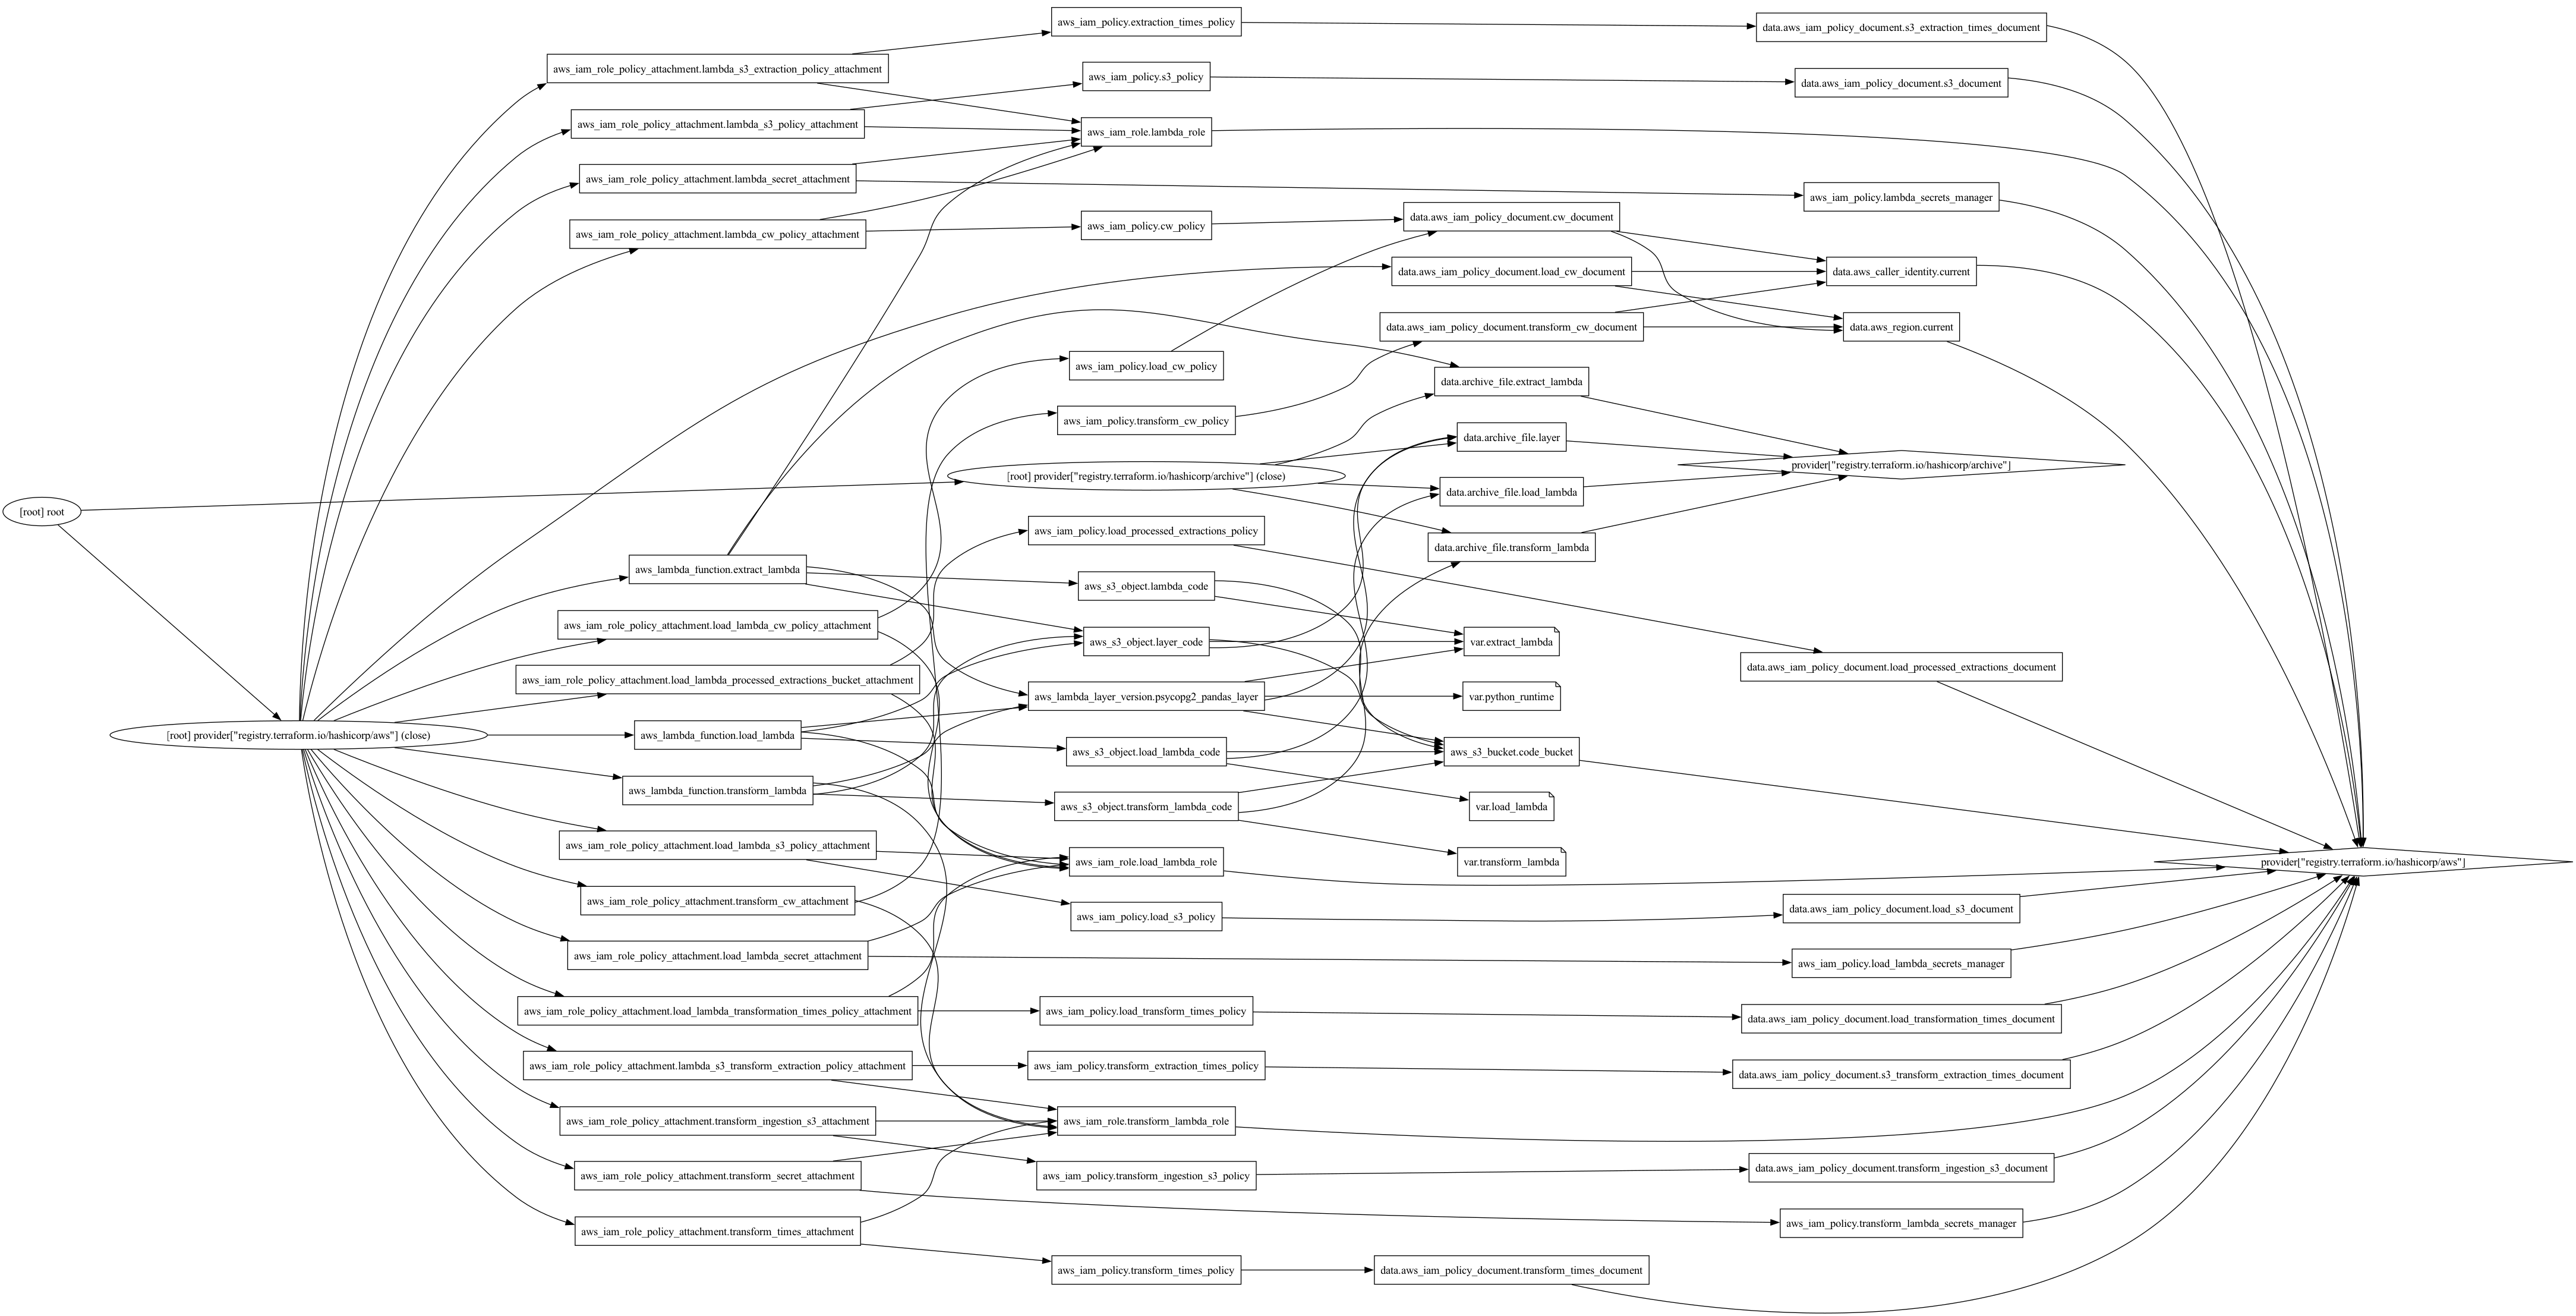 [root] root
[root] provider["registry.terraform.io/hashicorp/aws"] (close)
aws_iam_role_policy_attachment.lambda_s3_extraction_policy_attachment
aws_iam_role_policy_attachment.lambda_s3_policy_attachment
aws_iam_role_policy_attachment.lambda_secret_attachment
aws_iam_role_policy_attachment.lambda_cw_policy_attachment
aws_lambda_function.extract_lambda
aws_iam_role_policy_attachment.load_lambda_cw_policy_attachment
aws_iam_role_policy_attachment.load_lambda_processed_extractions_bucket_attachment
aws_lambda_function.load_lambda
aws_lambda_function.transform_lambda
aws_iam_role_policy_attachment.load_lambda_s3_policy_attachment
aws_iam_role_policy_attachment.transform_cw_attachment
aws_iam_role_policy_attachment.load_lambda_secret_attachment
aws_iam_role_policy_attachment.load_lambda_transformation_times_policy_attachment
aws_iam_role_policy_attachment.lambda_s3_transform_extraction_policy_attachment
aws_iam_role_policy_attachment.transform_ingestion_s3_attachment
aws_iam_role_policy_attachment.transform_secret_attachment
aws_iam_role_policy_attachment.transform_times_attachment
aws_iam_policy.extraction_times_policy
aws_iam_policy.s3_policy
aws_iam_role.lambda_role
aws_iam_policy.cw_policy
aws_iam_policy.load_cw_policy
aws_iam_policy.transform_cw_policy
[root] provider["registry.terraform.io/hashicorp/archive"] (close)
aws_iam_policy.load_processed_extractions_policy
aws_s3_object.lambda_code
aws_s3_object.layer_code
aws_lambda_layer_version.psycopg2_pandas_layer
aws_s3_object.load_lambda_code
aws_s3_object.transform_lambda_code
aws_iam_role.load_lambda_role
aws_iam_policy.load_s3_policy
aws_iam_policy.load_transform_times_policy
aws_iam_policy.transform_extraction_times_policy
aws_iam_role.transform_lambda_role
aws_iam_policy.transform_ingestion_s3_policy
aws_iam_policy.transform_times_policy
data.aws_iam_policy_document.cw_document
data.aws_iam_policy_document.load_cw_document
data.aws_iam_policy_document.transform_cw_document
data.archive_file.extract_lambda
data.archive_file.layer
data.archive_file.load_lambda
data.archive_file.transform_lambda
var.extract_lambda
var.python_runtime
aws_s3_bucket.code_bucket
var.load_lambda
var.transform_lambda
data.aws_iam_policy_document.transform_times_document
data.aws_iam_policy_document.s3_extraction_times_document
data.aws_iam_policy_document.s3_document
aws_iam_policy.lambda_secrets_manager
data.aws_caller_identity.current
data.aws_region.current
provider["registry.terraform.io/hashicorp/archive"]
data.aws_iam_policy_document.load_processed_extractions_document
data.aws_iam_policy_document.load_s3_document
aws_iam_policy.load_lambda_secrets_manager
data.aws_iam_policy_document.load_transformation_times_document
data.aws_iam_policy_document.s3_transform_extraction_times_document
data.aws_iam_policy_document.transform_ingestion_s3_document
aws_iam_policy.transform_lambda_secrets_manager
provider["registry.terraform.io/hashicorp/aws"]